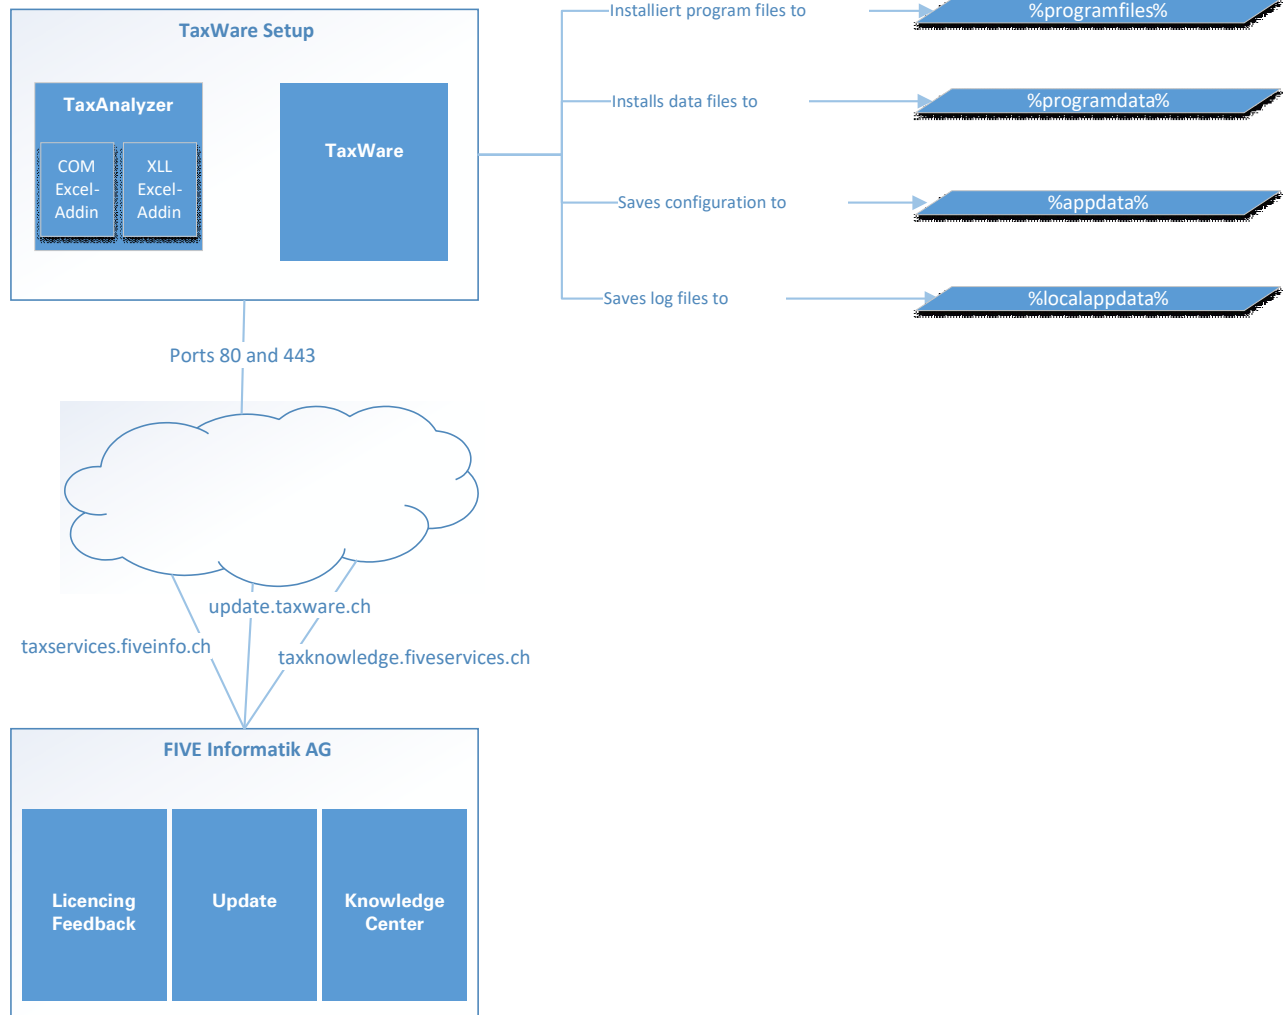 TaxWare Setup
TaxAnalyzer
COM
Excel-
Addin
XLL
Excel-
Addin
TaxWare
Installiert program files to
%programfiles%
Installs data files to
%programdata%
Saves configuration to
%appdata%
Saves log files to
%localappdata%
Ports 80 and 443
update.taxware.ch
taxservices.fiveinfo.ch
taxknowledge.fiveservices.ch
FIVE Informatik AG
Licencing
Feedback
Update
Knowledge
Center